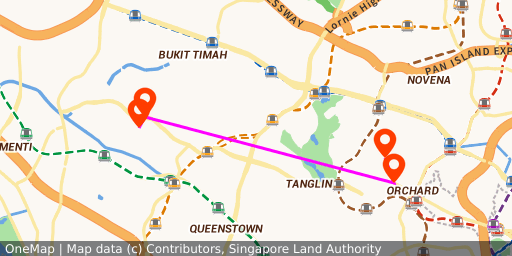 ESSWAY
Lornie Hig
BUKIT TIMAH
PAN ISLAND EXP
NOVENA
MENTI
TANGLIN
ORCHARD
QUEENSTOWN
OneMap | Map data (c) Contributors, Singapore Land Authority